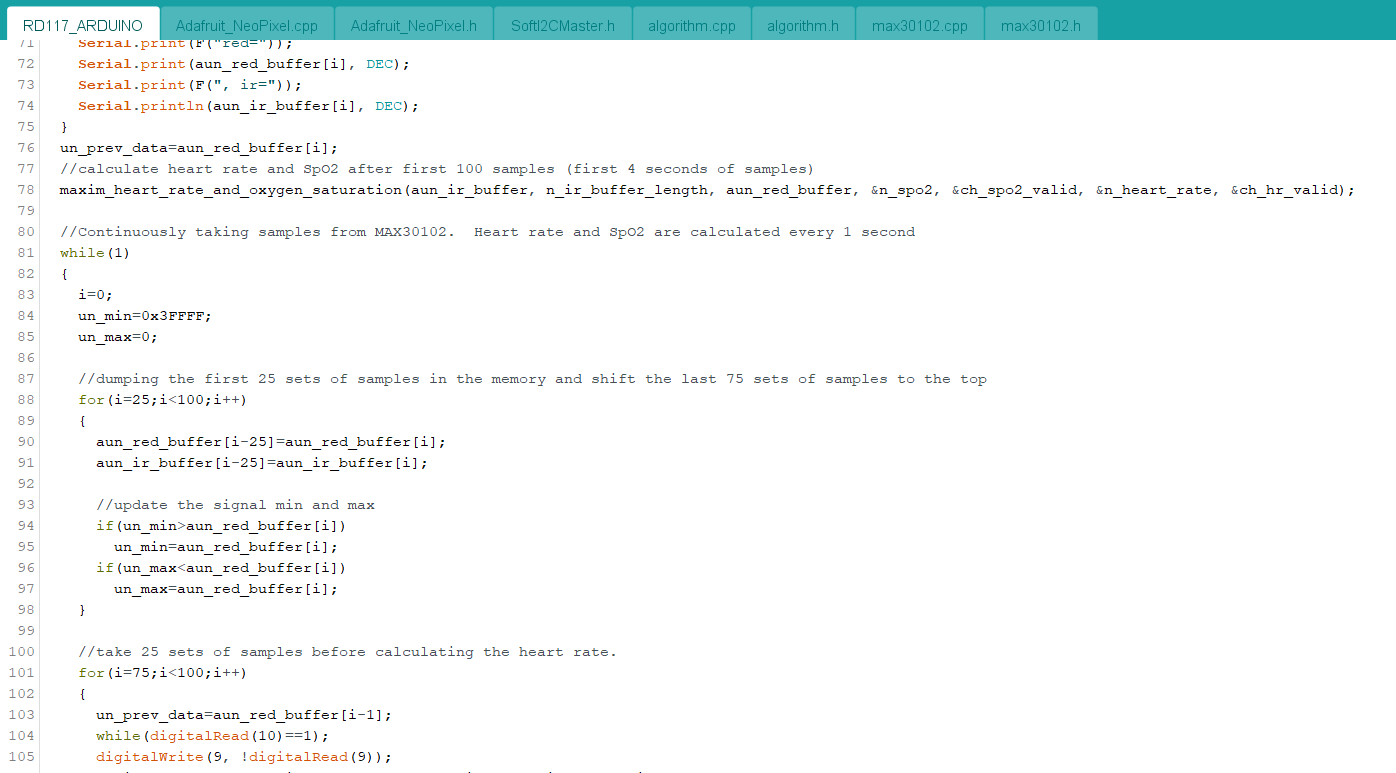 RD117_ARDUINO Adafruit_NeoPixel.cpp Adafruit_NeoPixel.h SoftI2CMaster.h algorithm.cpp algorithm.h max30102.cpp max30102.h
71 Serial.print(F("red="));
72 Serial.print(aun_red_buffer[i], DEC);
73 Serial.print(F(", ir="));
74 Serial.println(aun_ir_buffer[i], DEC);
75 }
76 un_prev_data=aun_red_buffer[i];
77 //calculate heart rate and SpO2 after first 100 samples (first 4 seconds of samples)
78 maxim_heart_rate_and_oxygen_saturation(aun_ir_buffer, n_ir_buffer_length, aun_red_buffer, &n_spo2, &ch_spo2_valid, &n_heart_rate, &ch_hr_valid);
79
80 //Continuously taking samples from MAX30102.  Heart rate and SpO2 are calculated every 1 second
81 while(1)
82 {
83 i=0;
84 un_min=0x3FFFF;
85 un_max=0;
86
87 //dumping the first 25 sets of samples in the memory and shift the last 75 sets of samples to the top
88 for(i=25;i<100;i++)
89 {
90 aun_red_buffer[i-25]=aun_red_buffer[i];
91 aun_ir_buffer[i-25]=aun_ir_buffer[i];
92
93 //update the signal min and max
94 if(un_min>aun_red_buffer[i])
95 un_min=aun_red_buffer[i];
96 if(un_max<aun_red_buffer[i])
97 un_max=aun_red_buffer[i];
98 }
99
100 //take 25 sets of samples before calculating the heart rate.
101 for(i=75;i<100;i++)
102 {
103 un_prev_data=aun_red_buffer[i-1];
104 while(digitalRead(10)==1);
105 digitalWrite(9, !digitalRead(9));